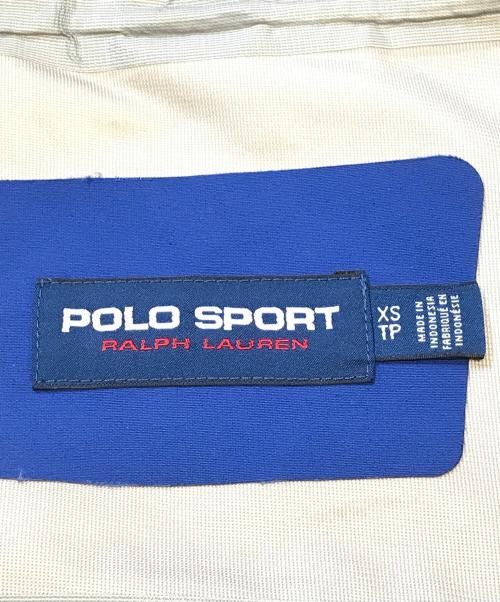 POLO SPORT
RALPH LAUREN
XS
TP
MADE IN
INDONESIA
FABRIQUÉ EN
INDONÉSIE